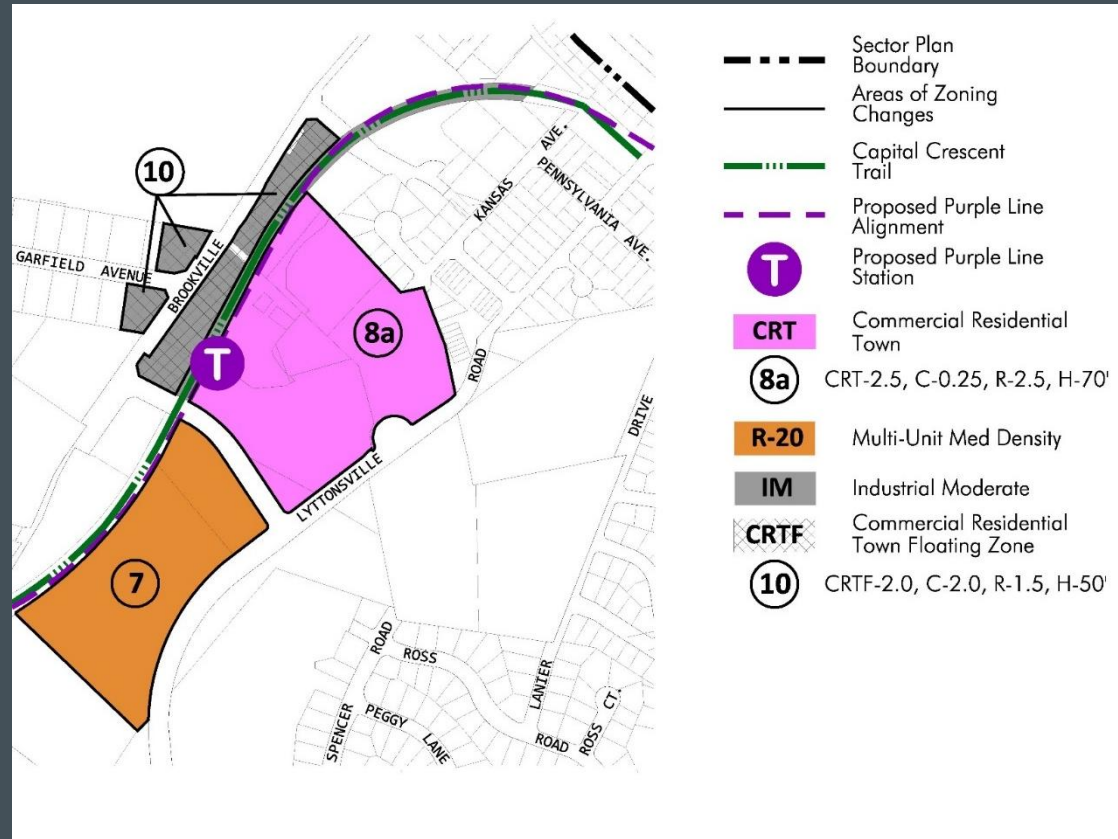 10
GARFIELD AVENUE
BROOKVILLE
T
8a
7
LYTTONSVILLE
ROAD
KANSAS
AVE.
PENNSYLVANIA AVE.
DRIVE
LANIER
ROAD
SPENCER
ROSS
ROAD
PEGGY
LANE
ROSS CT.
Sector Plan
Boundary
Areas of Zoning
Changes
Capital Crescent
Trail
Proposed Purple Line
Alignment
T
Proposed Purple Line
Station
CRT
Commercial Residential
Town
8a
CRT-2.5, C-0.25, R-2.5, H-70'
R-20
Multi-Unit Med Density
IM
Industrial Moderate
CRTF
Commercial Residential
Town Floating Zone
10
CRTF-2.0, C-2.0, R-1.5, H-50'